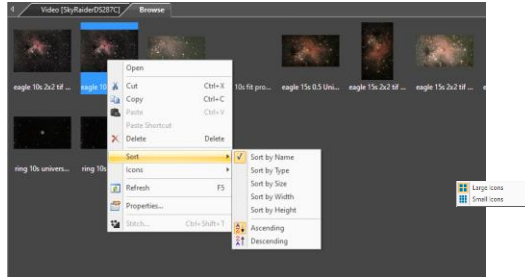 Video [SkyRaiderDS287C]
Browse
eagle 10s 2x2 tif ...
eagle 10
10s fit pro...
eagle 15s 0.5 Uni...
eagle 15s 2x2 tif ...
eagle 15s 2x2 tif ...
ring 10s univers...
ring 10s
Open
Cut Ctrl+X
Copy Ctrl+C
Paste Ctrl+V
Paste Shortcut
Delete Delete
Sort
Icons
Refresh F5
Properties...
Stitch... Ctrl+Shift+T
Sort by Name
Sort by Type
Sort by Size
Sort by Width
Sort by Height
Ascending
Descending
Large Icons
Small Icons